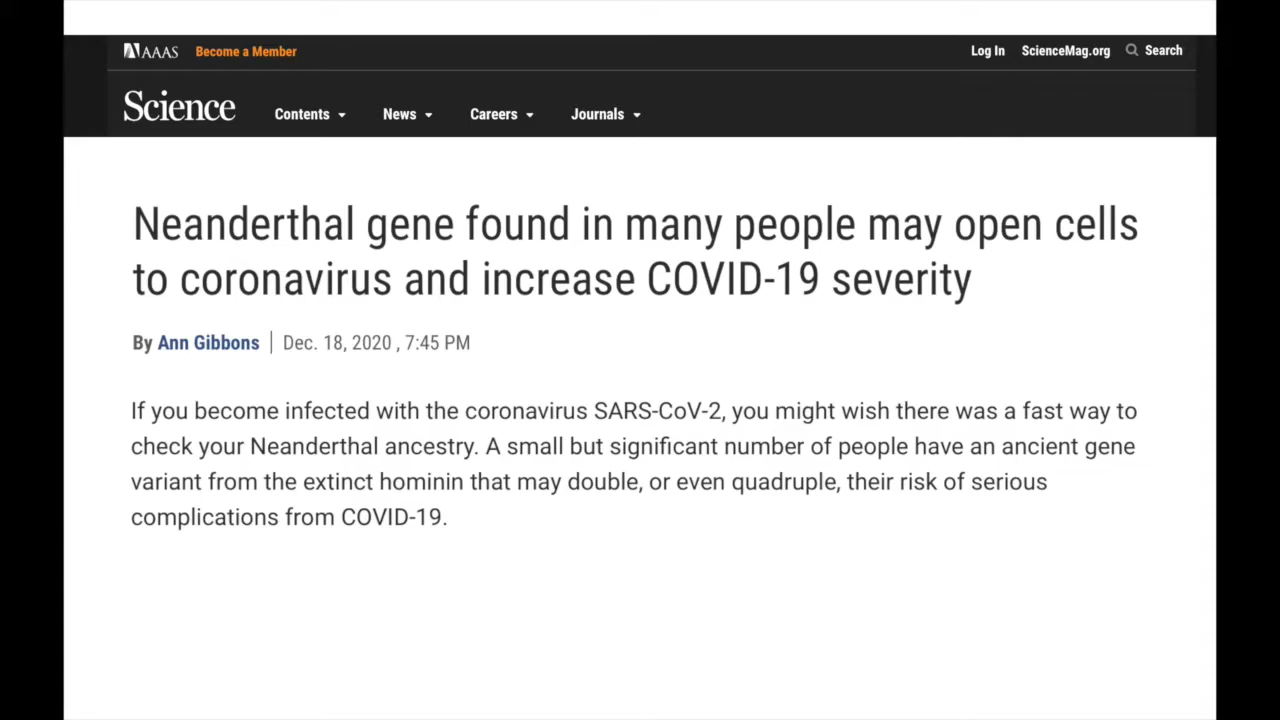 AAAS Become a Member Log In ScienceMag.org Search
Science Contents News Careers Journals
Neanderthal gene found in many people may open cells
to coronavirus and increase COVID-19 severity
By Ann Gibbons | Dec. 18, 2020 , 7:45 PM
If you become infected with the coronavirus SARS-CoV-2, you might wish there was a fast way to
check your Neanderthal ancestry. A small but significant number of people have an ancient gene
variant from the extinct hominin that may double, or even quadruple, their risk of serious
complications from COVID-19.